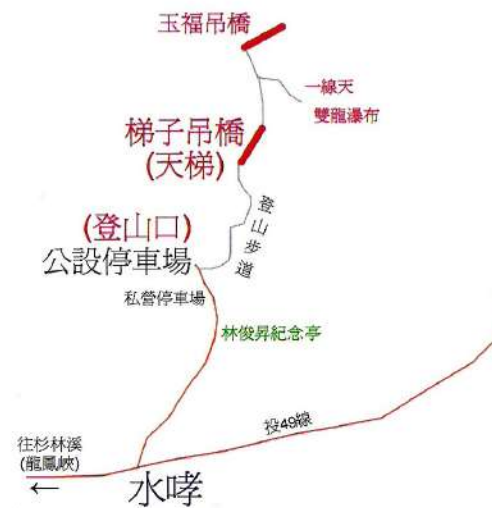 玉福吊橋
一線天
雙龍瀑布
梯子吊橋
(天梯)
登山步道
(登山口)
公設停車場
私營停車場
林俊昇紀念亭
投49線
往杉林溪
(龍鳳峽)
←
水哮